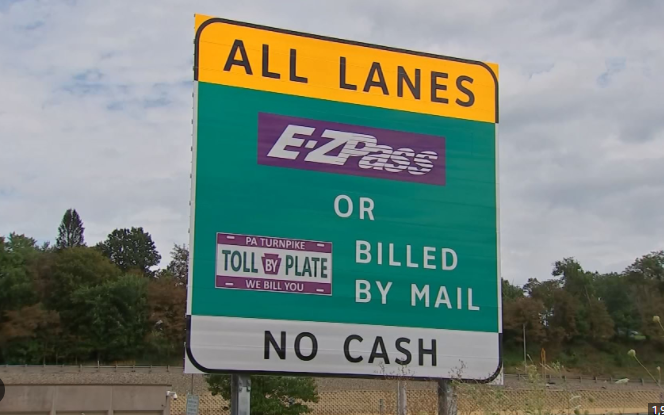 ALL LANES
E-ZPass
OR
PA TURNPIKE
TOLL BY PLATE
WE BILL YOU
BILLED
BY MAIL
NO CASH